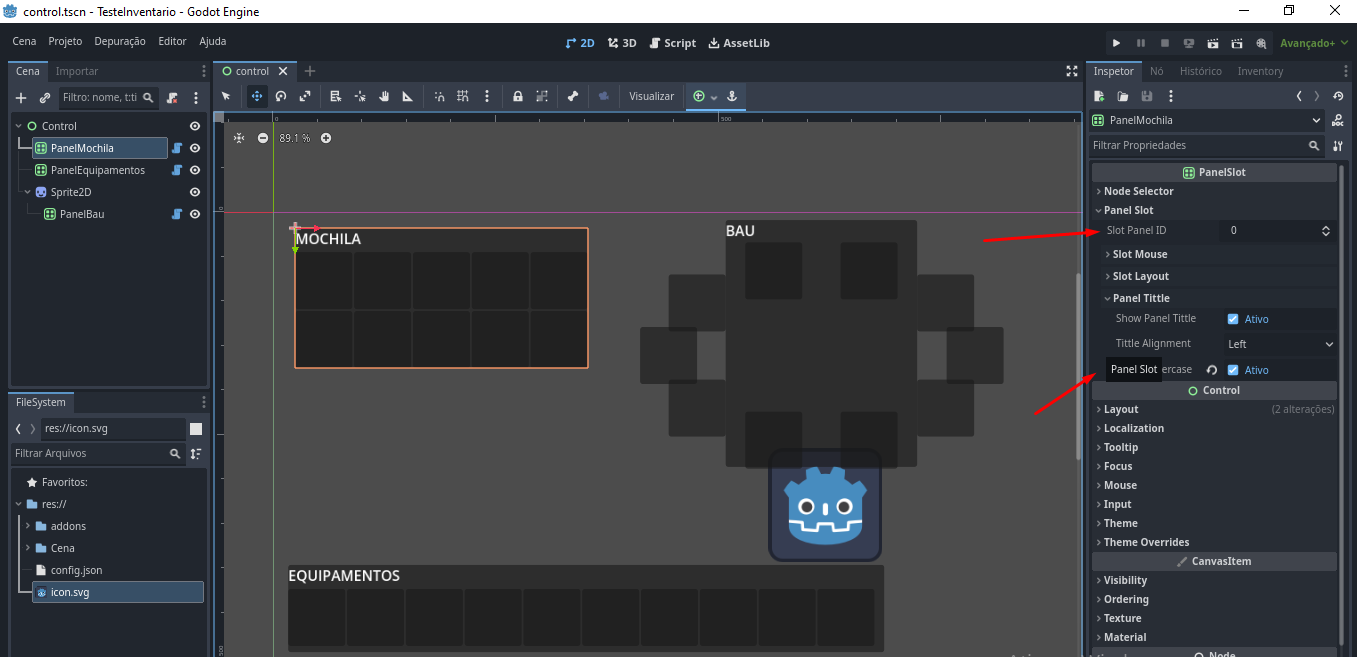 control.tscn - TesteInventario - Godot Engine
Cena Projeto Depuração Editor Ajuda
2D 3D Script AssetLib
Avançado+
Cena Importar
Filtro: nome, t:ti
Control
PanelMochila
PanelEquipamentos
Sprite2D
PanelBau
FileSystem
res://icon.svg
Filtrar Arquivos
Favoritos:
res://
addons
Cena
config.json
icon.svg
control
Visualizar
0
500
89.1 %
0
500
MOCHILA
BAU
EQUIPAMENTOS
Inspetor Nó Histórico Inventory
PanelMochila
DOC
Filtrar Propriedades
PanelSlot
Node Selector
Panel Slot
Slot Panel ID 0
Slot Mouse
Slot Layout
Panel Tittle
Show Panel Tittle Ativo
Tittle Alignment Left
Panel Slot ercase Ativo
Control
Layout (2 alterações)
Localization
Tooltip
Focus
Mouse
Input
Theme
Theme Overrides
CanvasItem
Visibility
Ordering
Texture
Material
Node